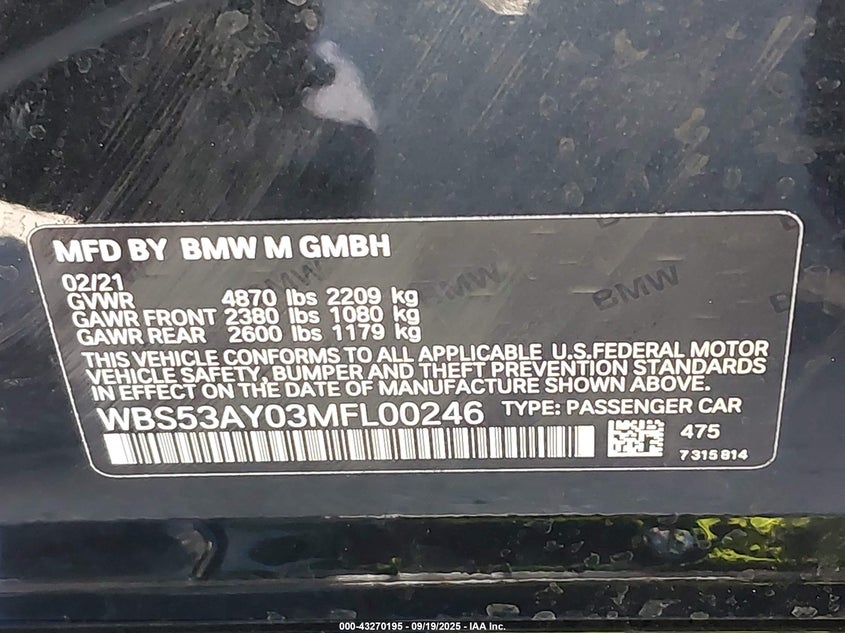 MFD BY BMW M GMBH
02/21
GVWR 4870 lbs 2209 kg
GAWR FRONT 2380 lbs 1080 kg
GAWR REAR 2600 lbs 1179 kg
THIS VEHICLE CONFORMS TO ALL APPLICABLE U.S.FEDERAL MOTOR
VEHICLE SAFETY, BUMPER AND THEFT PREVENTION STANDARDS
IN EFFECT ON THE DATE OF MANUFACTURE SHOWN ABOVE.
WBS53AY03MFL00246 TYPE: PASSENGER CAR
475
7 315 814
BMW
BMW
BMW
000-43270195 - 09/19/2025 - IAA Inc.